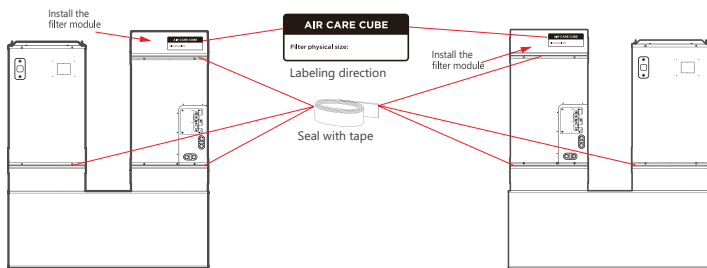 Install the
filter module
AIR CARE CUBE
AIR CARE CUBE
Filter physical size:
Labeling direction
Seal with tape
AIR CARE CUBE
Install the
filter module